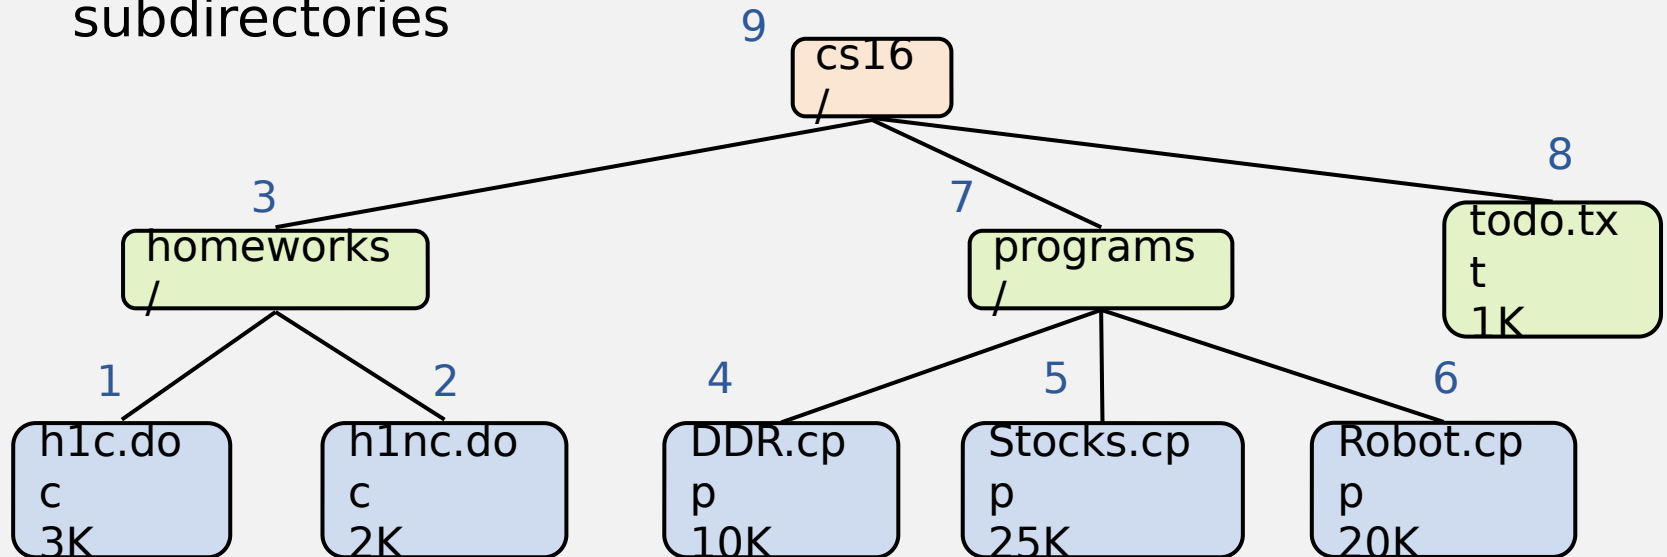 subdirectories
9
cs16
/
8
3
7
todo.tx
t
1K
homeworks
/
programs
/
1
2
4
5
6
h1c.do
c
3K
h1nc.do
c
2K
DDR.cp
p
10K
Stocks.cp
p
25K
Robot.cp
p
20K